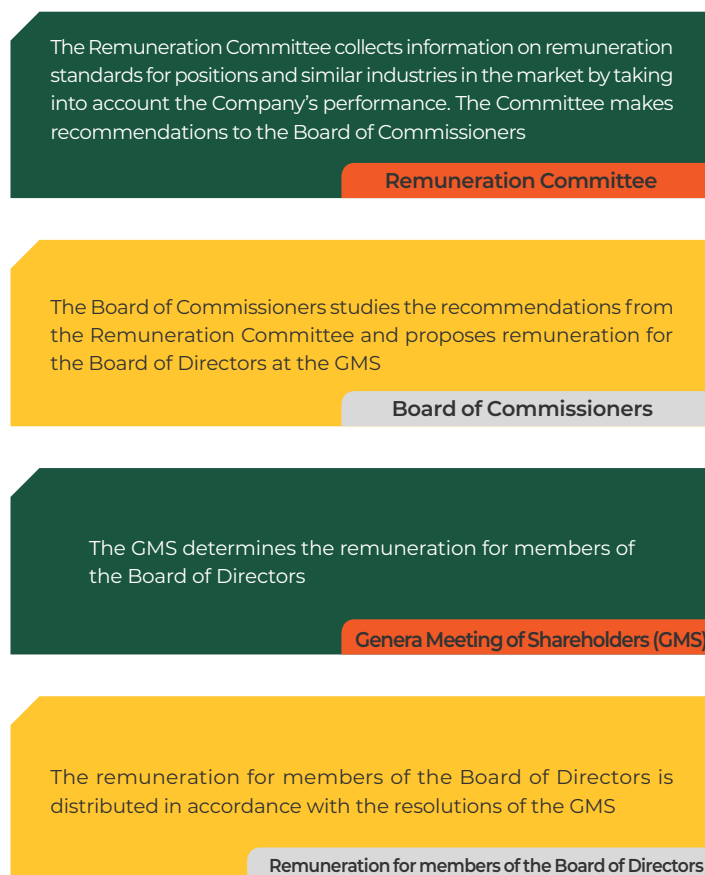 The Remuneration Committee collects information on remuneration
standards for positions and similar industries in the market by taking
into account the Company's performance. The Committee makes
recommendations to the Board of Commissioners
Remuneration Committee
The Board of Commissioners studies the recommendations from
the Remuneration Committee and proposes remuneration for
the Board of Directors at the GMS
Board of Commissioners
The GMS determines the remuneration for members of
the Board of Directors
Genera Meeting of Shareholders (GMS)
The remuneration for members of the Board of Directors is
distributed in accordance with the resolutions of the GMS
Remuneration for members of the Board of Directors